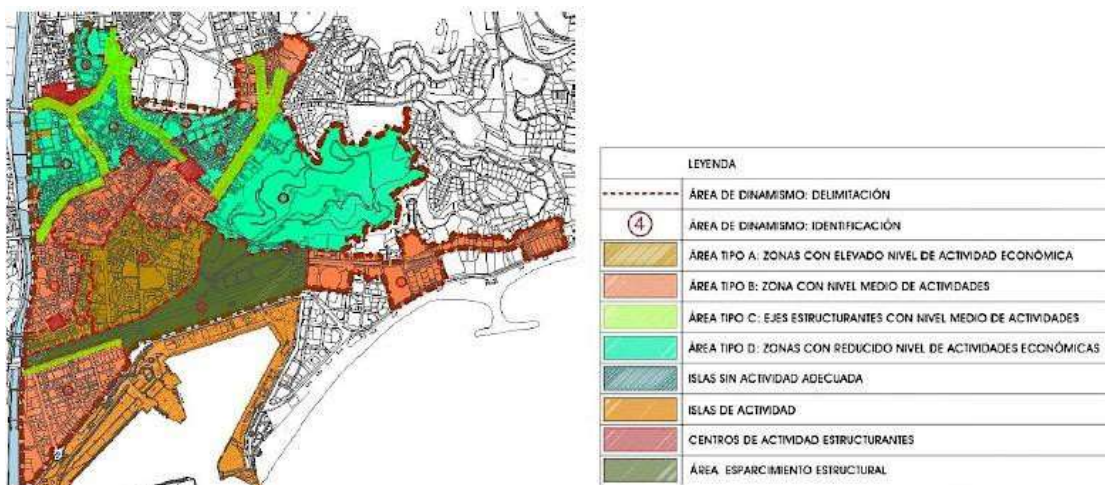 LEYENDA
ÁREA DE DINAMISMO: DELIMITACIÓN
4
ÁREA DE DINAMISMO: IDENTIFICACIÓN
ÁREA TIPO A: ZONAS CON ELEVADO NIVEL DE ACTIVIDAD ECONÓMICA
ÁREA TIPO B: ZONA CON NIVEL MEDIO DE ACTIVIDADES
ÁREA TIPO C: EJES ESTRUCTURANTES CON NIVEL MEDIO DE ACTIVIDADES
ÁREA TIPO D: ZONAS CON REDUCIDO NIVEL DE ACTIVIDADES ECONÓMICAS
ISLAS SIN ACTIVIDAD ADECUADA
ISLAS DE ACTIVIDAD
CENTROS DE ACTIVIDAD ESTRUCTURANTES
ÁREA ESPARCIMIENTO ESTRUCTURAL